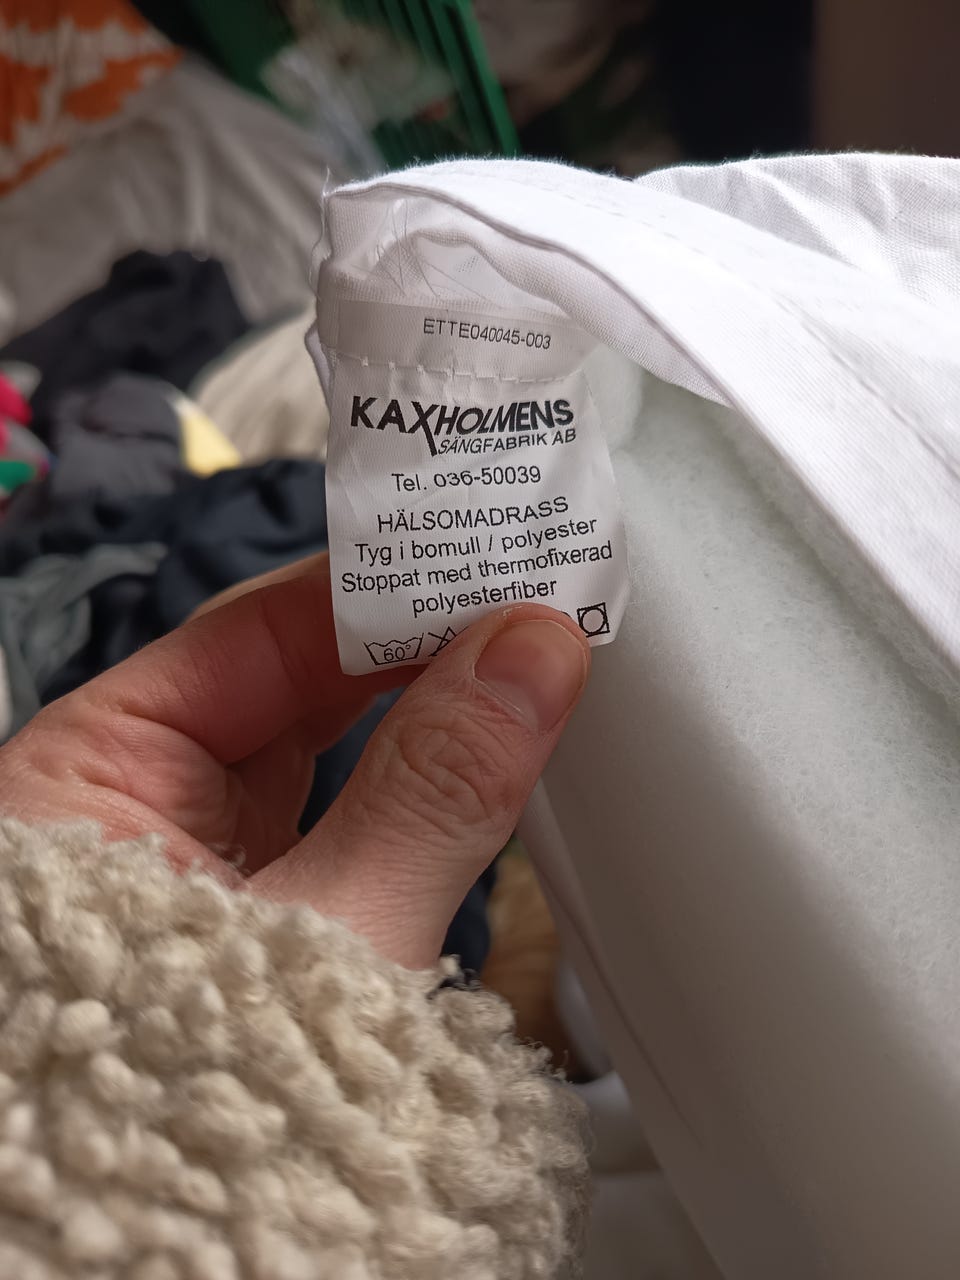 ETTE040045-003
KAXHOLMENS
SÄNGFABRIK AB
Tel. 036-50039
HÄLSOMADRASS
Tyg i bomull / polyester
Stoppat med thermofixerad
polyesterfiber
60°